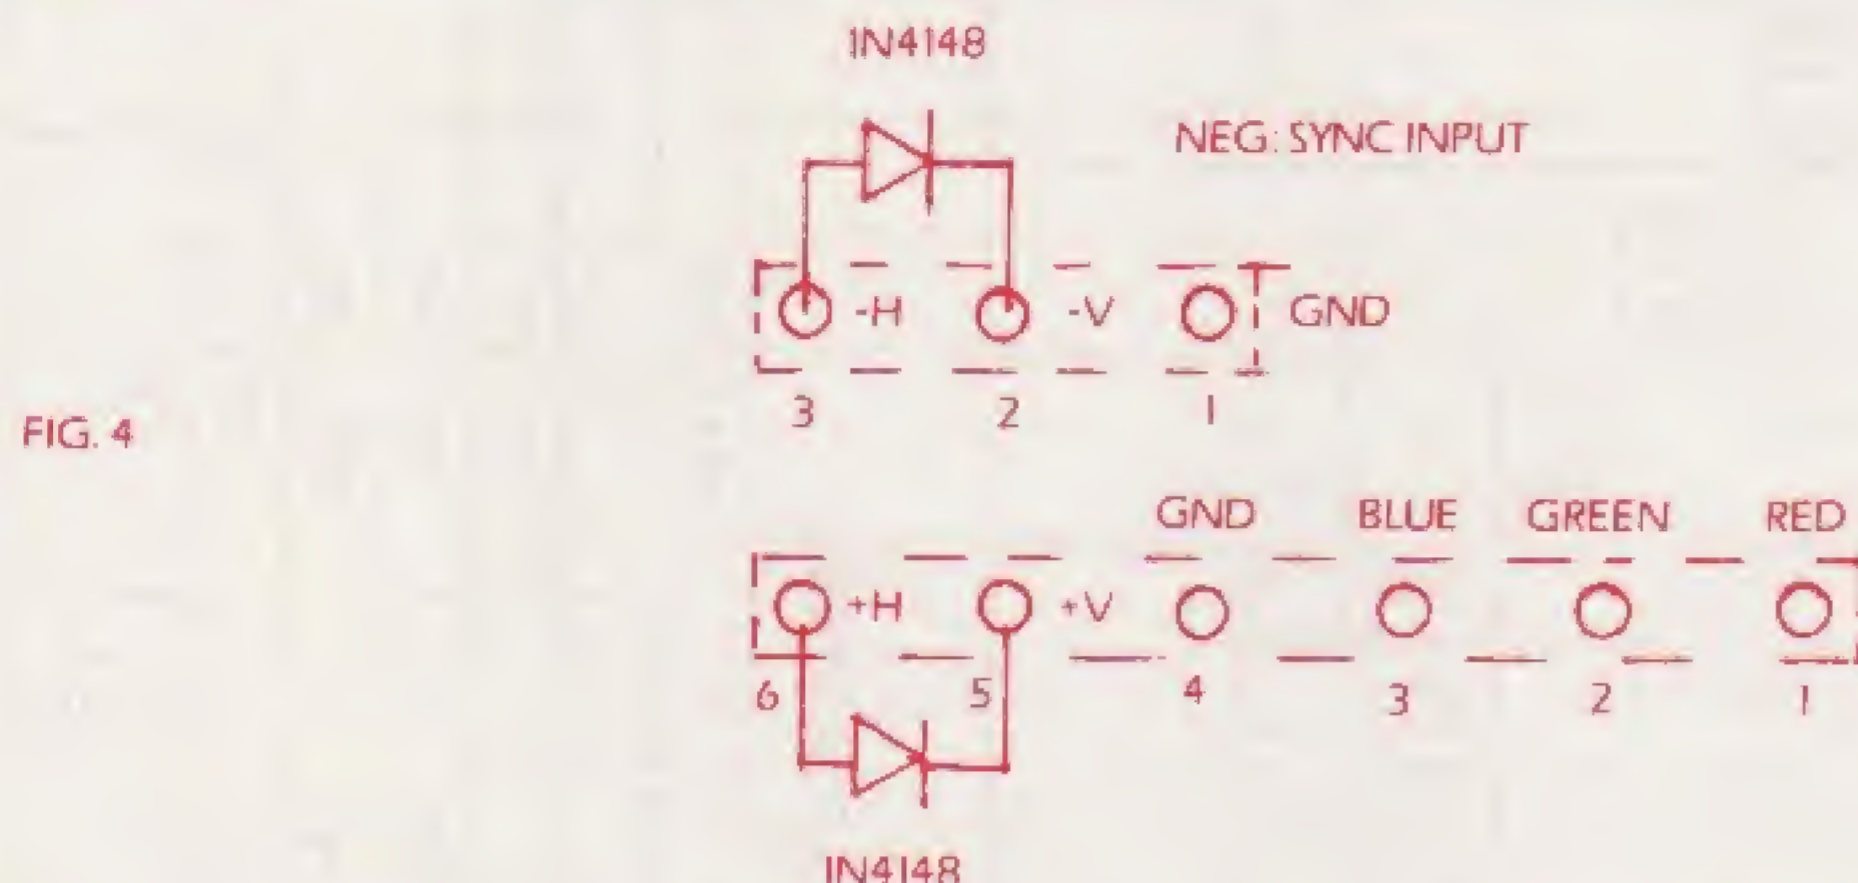 1N4148
NEG: SYNC INPUT
-H -V GND
3 2 1
FIG. 4
GND BLUE GREEN RED
+H +V
6 5 4 3 2 1
1N4148